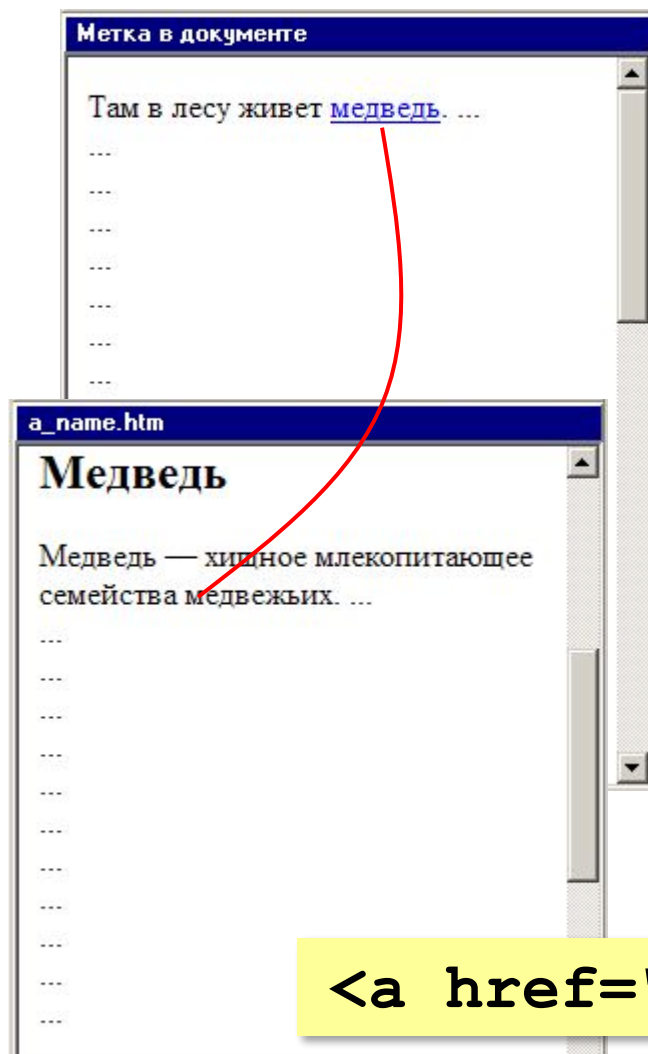 Метка в документе
Там в лесу живет медведь. ...
...
...
...
...
...
...
...
a_name.htm
Медведь
Медведь — хищное млекопитающее
семейства медвежьих. ...
...
...
...
...
...
...
...
...
...
...
...
<a href="